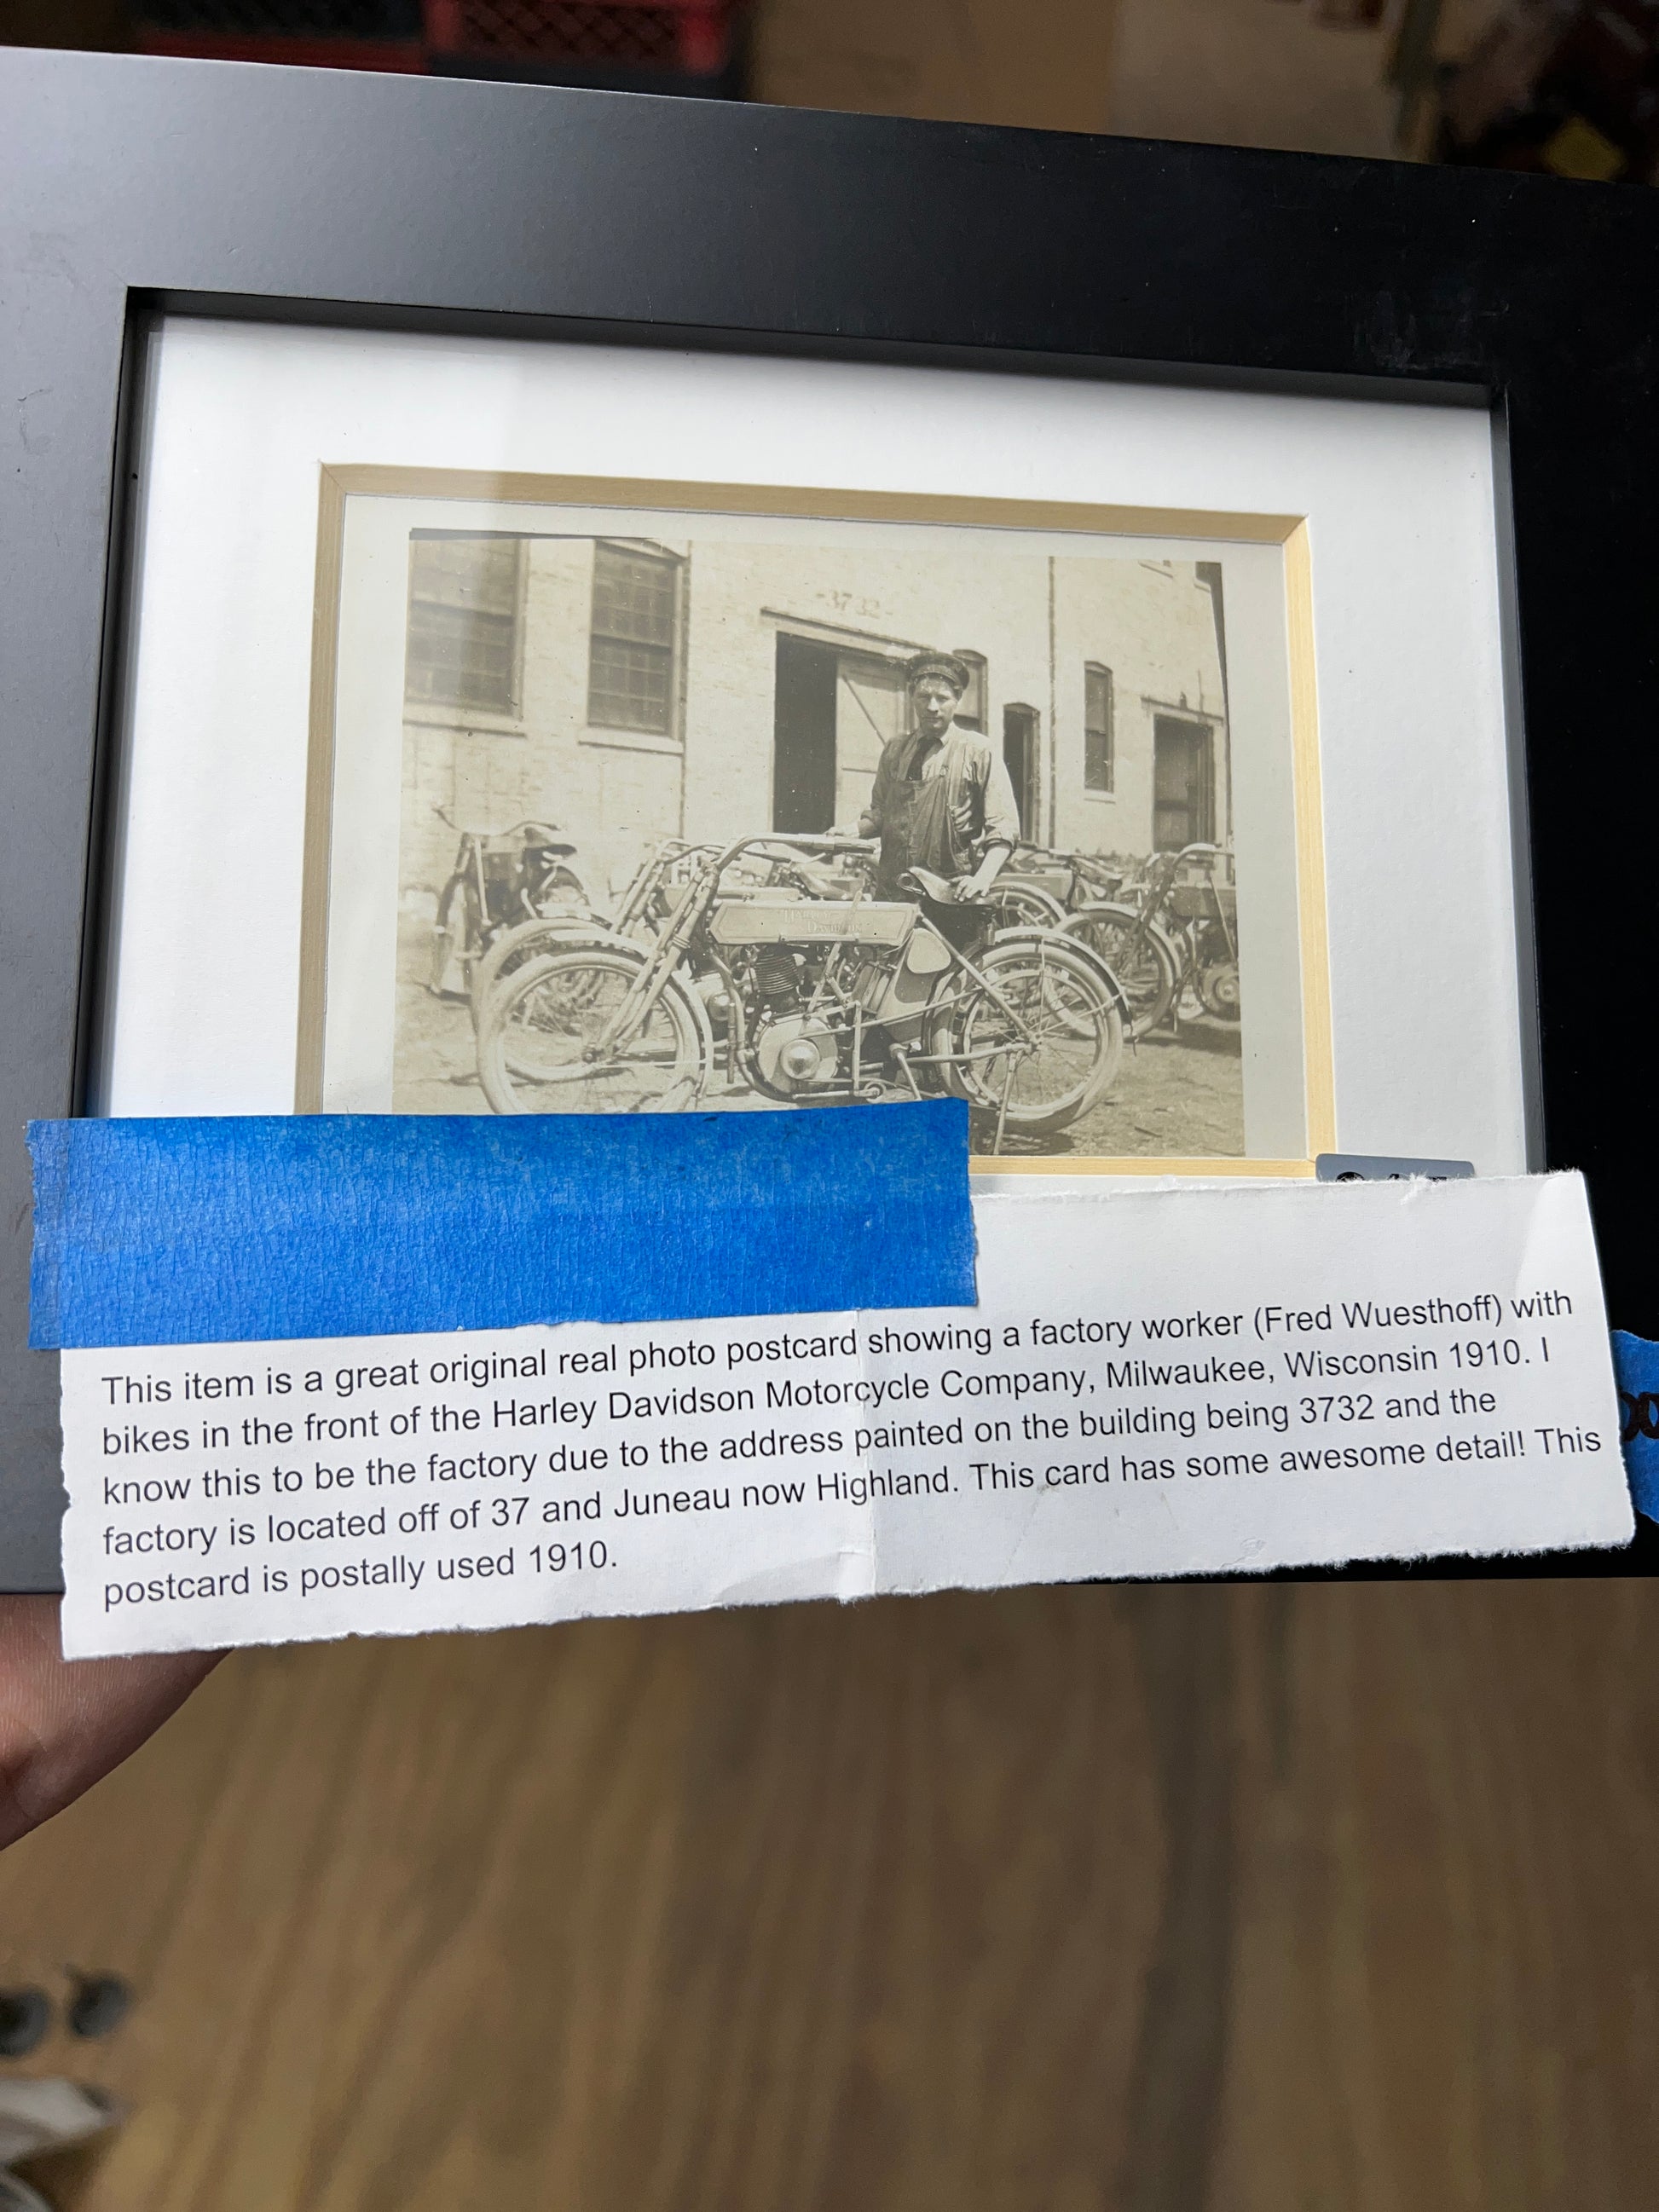 -3732-
HARLEY
DAVIDSON
This item is a great original real photo postcard showing a factory worker (Fred Wuesthoff) with
bikes in the front of the Harley Davidson Motorcycle Company, Milwaukee, Wisconsin 1910. I
know this to be the factory due to the address painted on the building being 3732 and the
factory is located off of 37 and Juneau now Highland. This card has some awesome detail! This
postcard is postally used 1910.